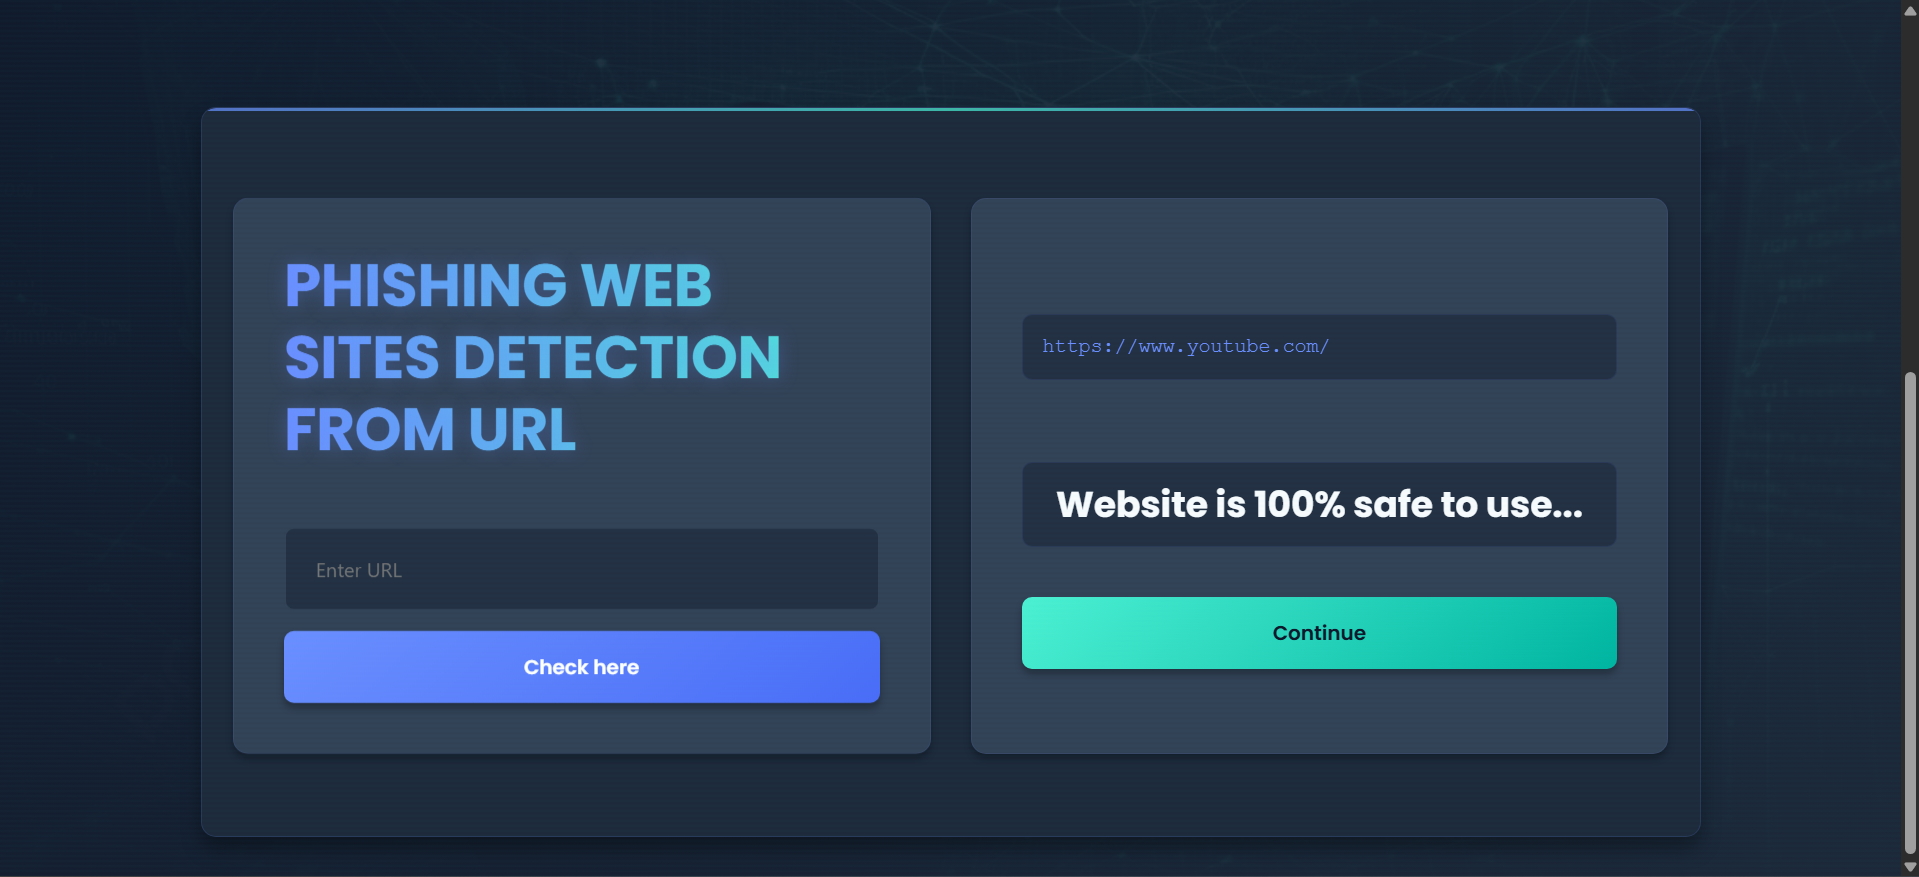 PHISHING WEB
SITES DETECTION
FROM URL
Enter URL
Check here
https://www.youtube.com/
Website is 100% safe to use...
Continue